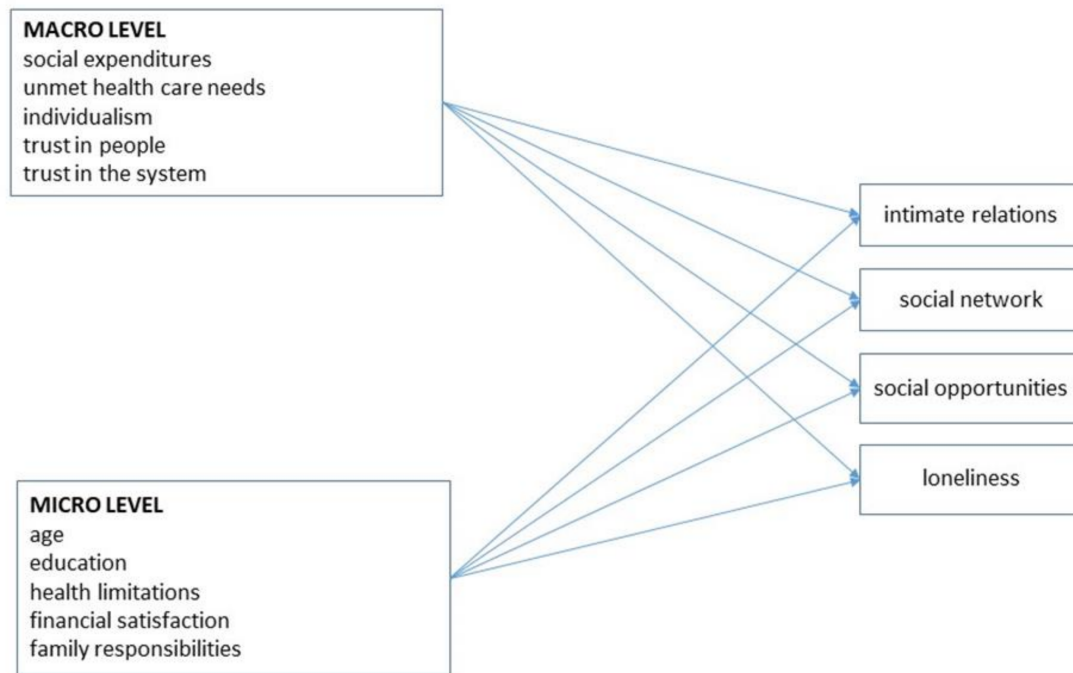 MACRO LEVEL
social expenditures
unmet health care needs
individualism
trust in people
trust in the system
intimate relations
social network
social opportunities
loneliness
MICRO LEVEL
age
education
health limitations
financial satisfaction
family responsibilities